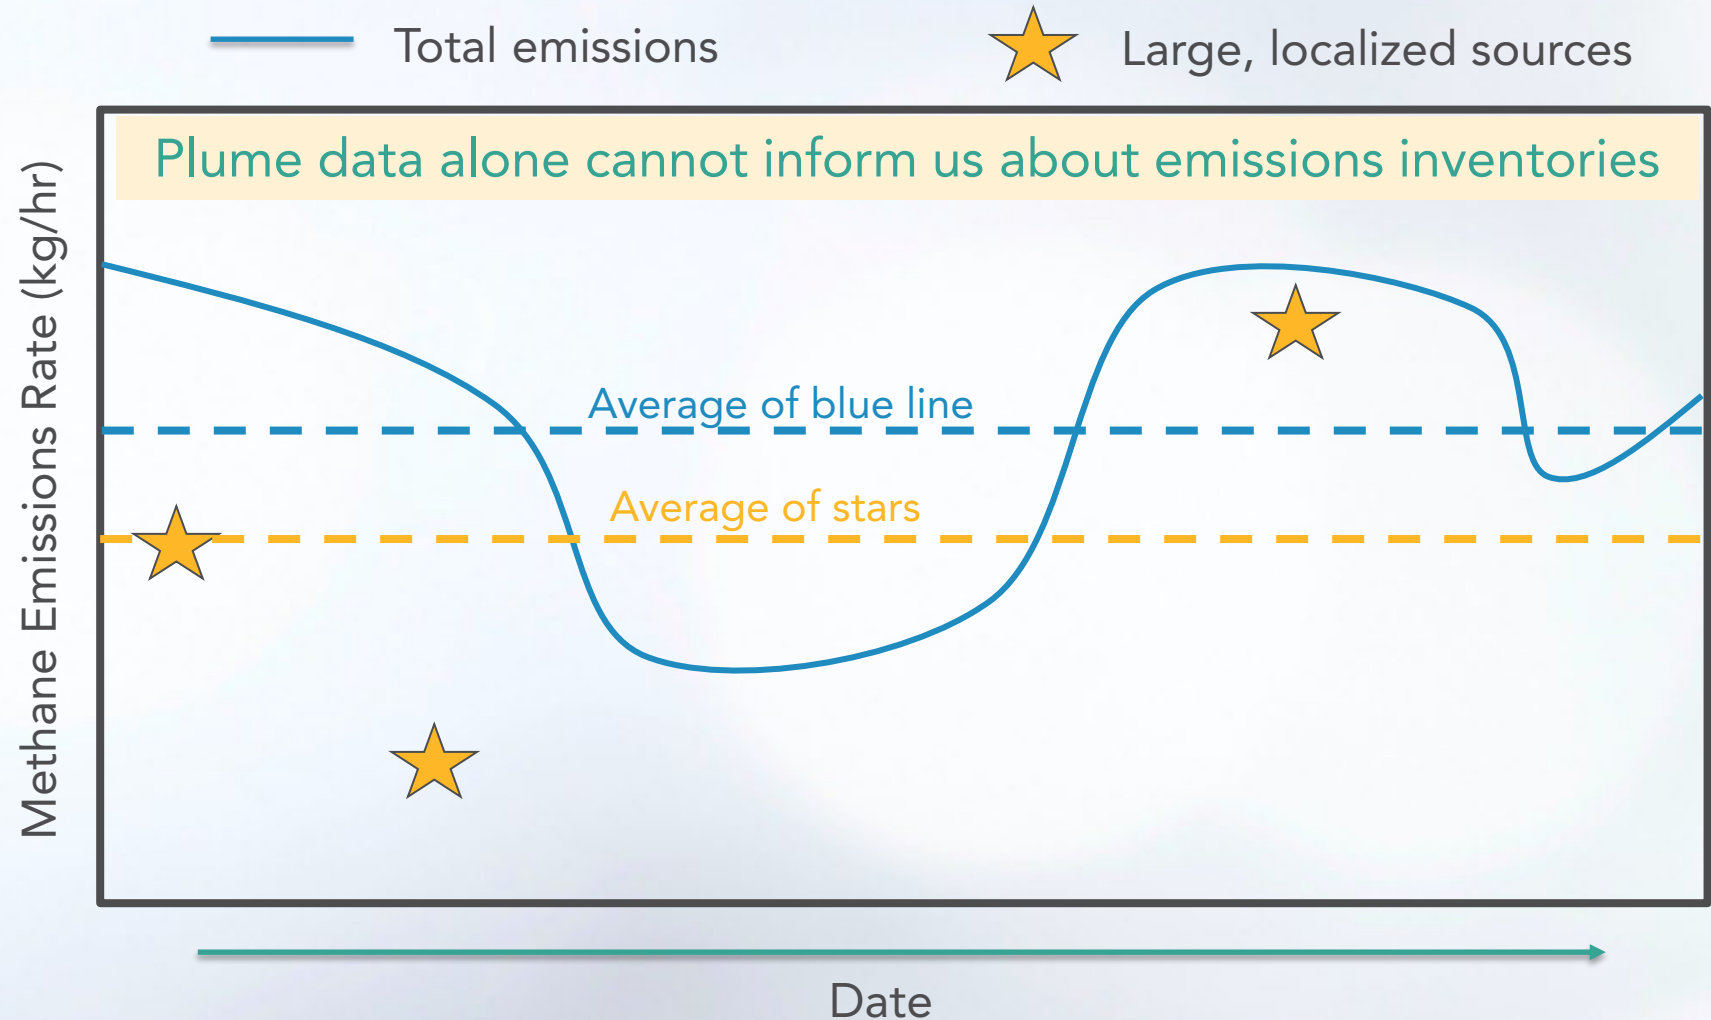 Total emissions
Large, localized sources
Plume data alone cannot inform us about emissions inventories
Methane Emissions Rate (kg/hr)
Average of blue line
Average of stars
Date